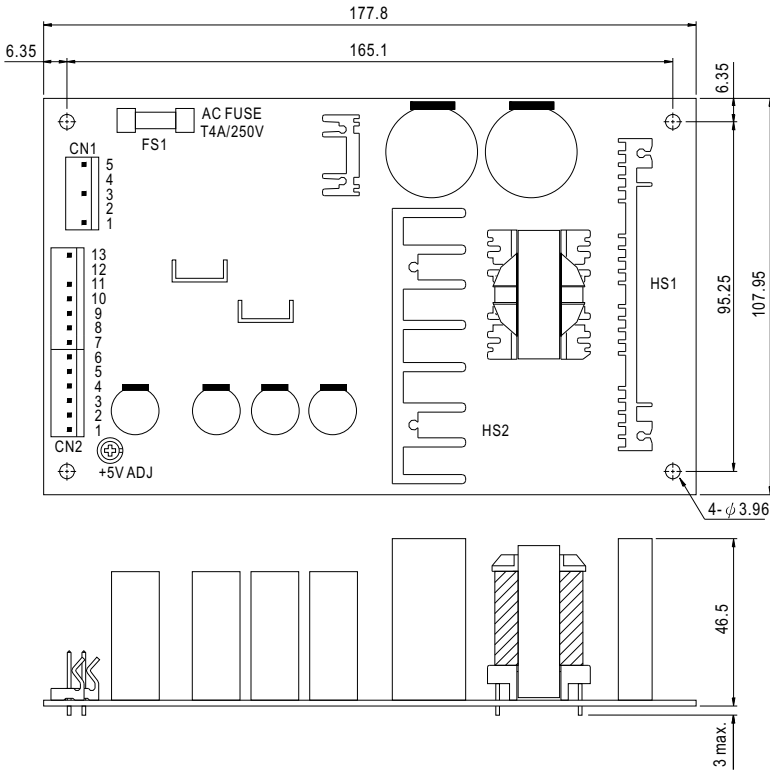 177.8
6.35
165.1
6.35
AC FUSE
T4A/250V
FS1
CN1
5
4
3
2
1
13
12
11
10
9
8
7
6
5
4
3
2
1
CN2
+5V ADJ
HS1
HS2
95.25
107.95
4-ϕ3.96
46.5
3 max.